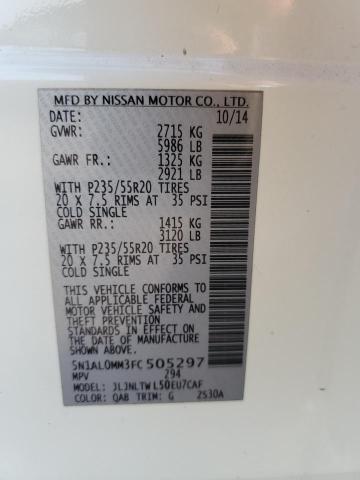 MFD BY NISSAN MOTOR CO., LTD.
DATE: 10/14
GVWR: 2715 KG
5986 LB
GAWR FR.: 1325 KG
2921 LB
WITH P235/55R20 TIRES
20 x 7.5 RIMS AT 35 PSI
COLD SINGLE
GAWR RR.: 1415 KG
3120 LB
WITH P235/55R20 TIRES
20 x 7.5 RIMS AT 35 PSI
COLD SINGLE
THIS VEHICLE CONFORMS TO
ALL APPLICABLE FEDERAL
MOTOR VEHICLE SAFETY
AND THEFT PREVENTION
STANDARDS IN EFFECT ON
THE DATE OF MANUFACTURE
SHOWN ABOVE.
5N1AL0MM3FC505297
MPV 294
MODEL: JLJNLTWL50EU7CAF
COLOR: QAB TRIM: G 2530A